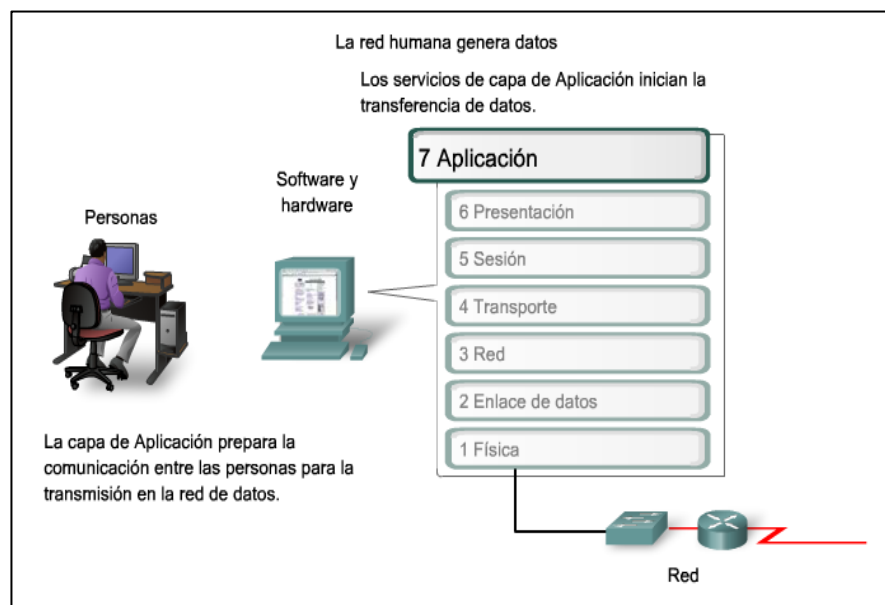 La red humana genera datos
Los servicios de capa de Aplicación inician la
transferencia de datos.
7 Aplicación
Software y
hardware
6 Presentación
Personas
5 Sesión
4 Transporte
3 Red
2 Enlace de datos
1 Física
La capa de Aplicación prepara la
comunicación entre las personas para la
transmisión en la red de datos.
Red